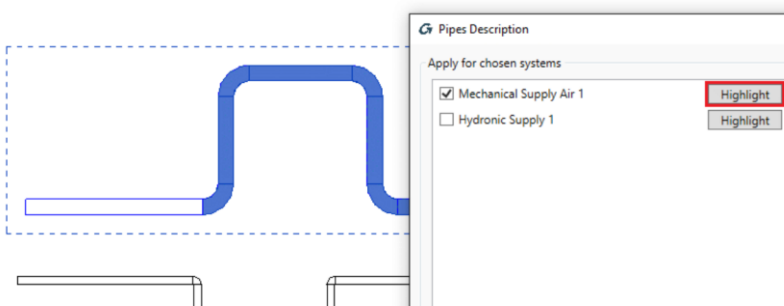 Pipes Description
Apply for chosen systems
Mechanical Supply Air 1 Highlight
Hydronic Supply 1 Highlight